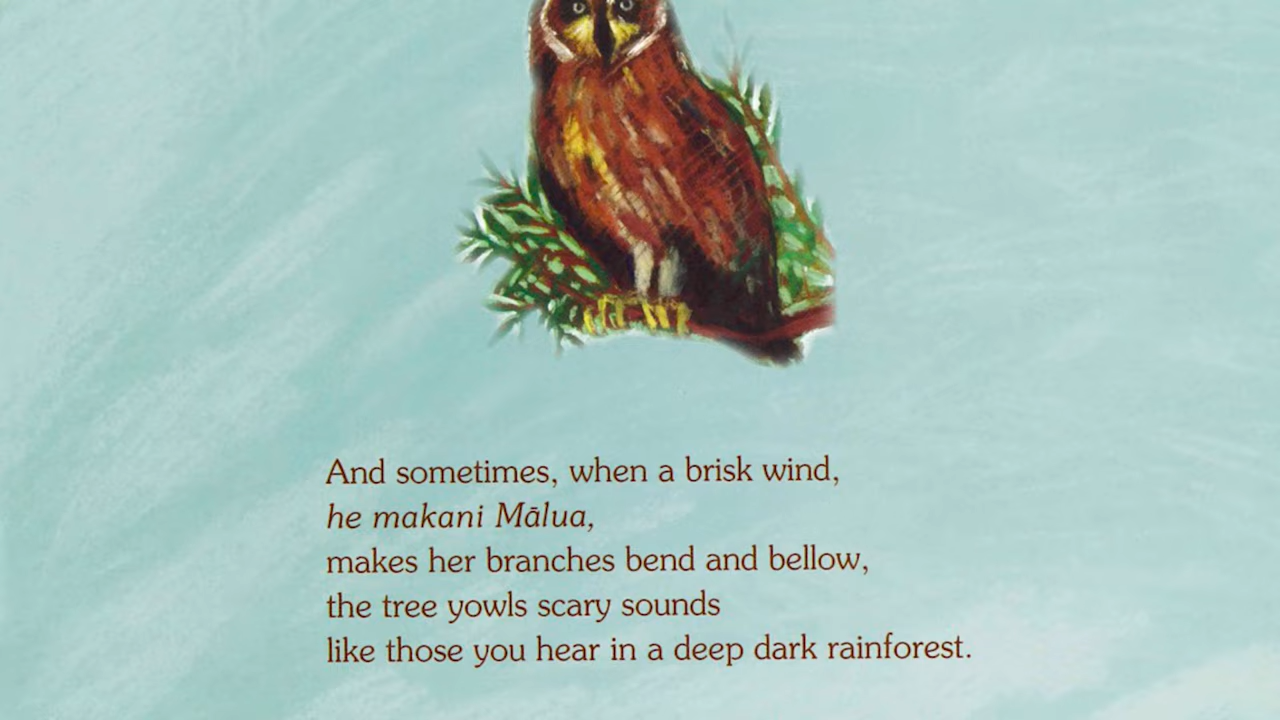 And sometimes, when a brisk wind,
he makani Mālua,
makes her branches bend and bellow,
the tree yowls scary sounds
like those you hear in a deep dark rainforest.